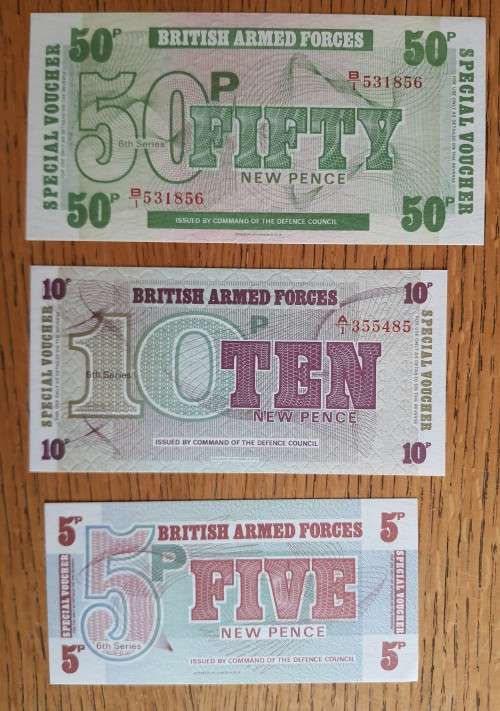 50P BRITISH ARMED FORCES 50P
SPECIAL VOUCHER
B/1 531856
50P
6th Series
FIFTY
NEW PENCE
B/1 531856
SPECIAL VOUCHER
50P ISSUED BY COMMAND OF THE DEFENCE COUNCIL 50P
10P BRITISH ARMED FORCES 10P
SPECIAL VOUCHER
A/1 355485
10P
6th Series
TEN
NEW PENCE
SPECIAL VOUCHER
ISSUED BY COMMAND OF THE DEFENCE COUNCIL
10P 10P
5P BRITISH ARMED FORCES 5P
SPECIAL VOUCHER
5P
6th Series
FIVE
NEW PENCE
SPECIAL VOUCHER
5P ISSUED BY COMMAND OF THE DEFENCE COUNCIL 5P